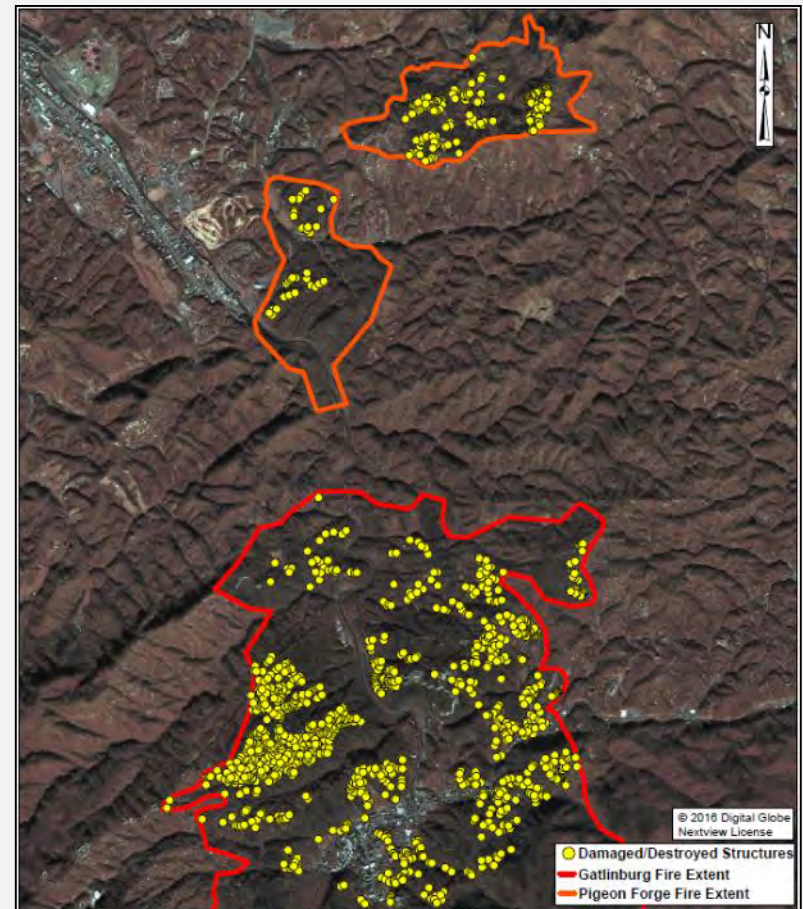 N
© 2016 Digital Globe
Nextview License
Damaged/Destroyed Structures
Gatlinburg Fire Extent
Pigeon Forge Fire Extent